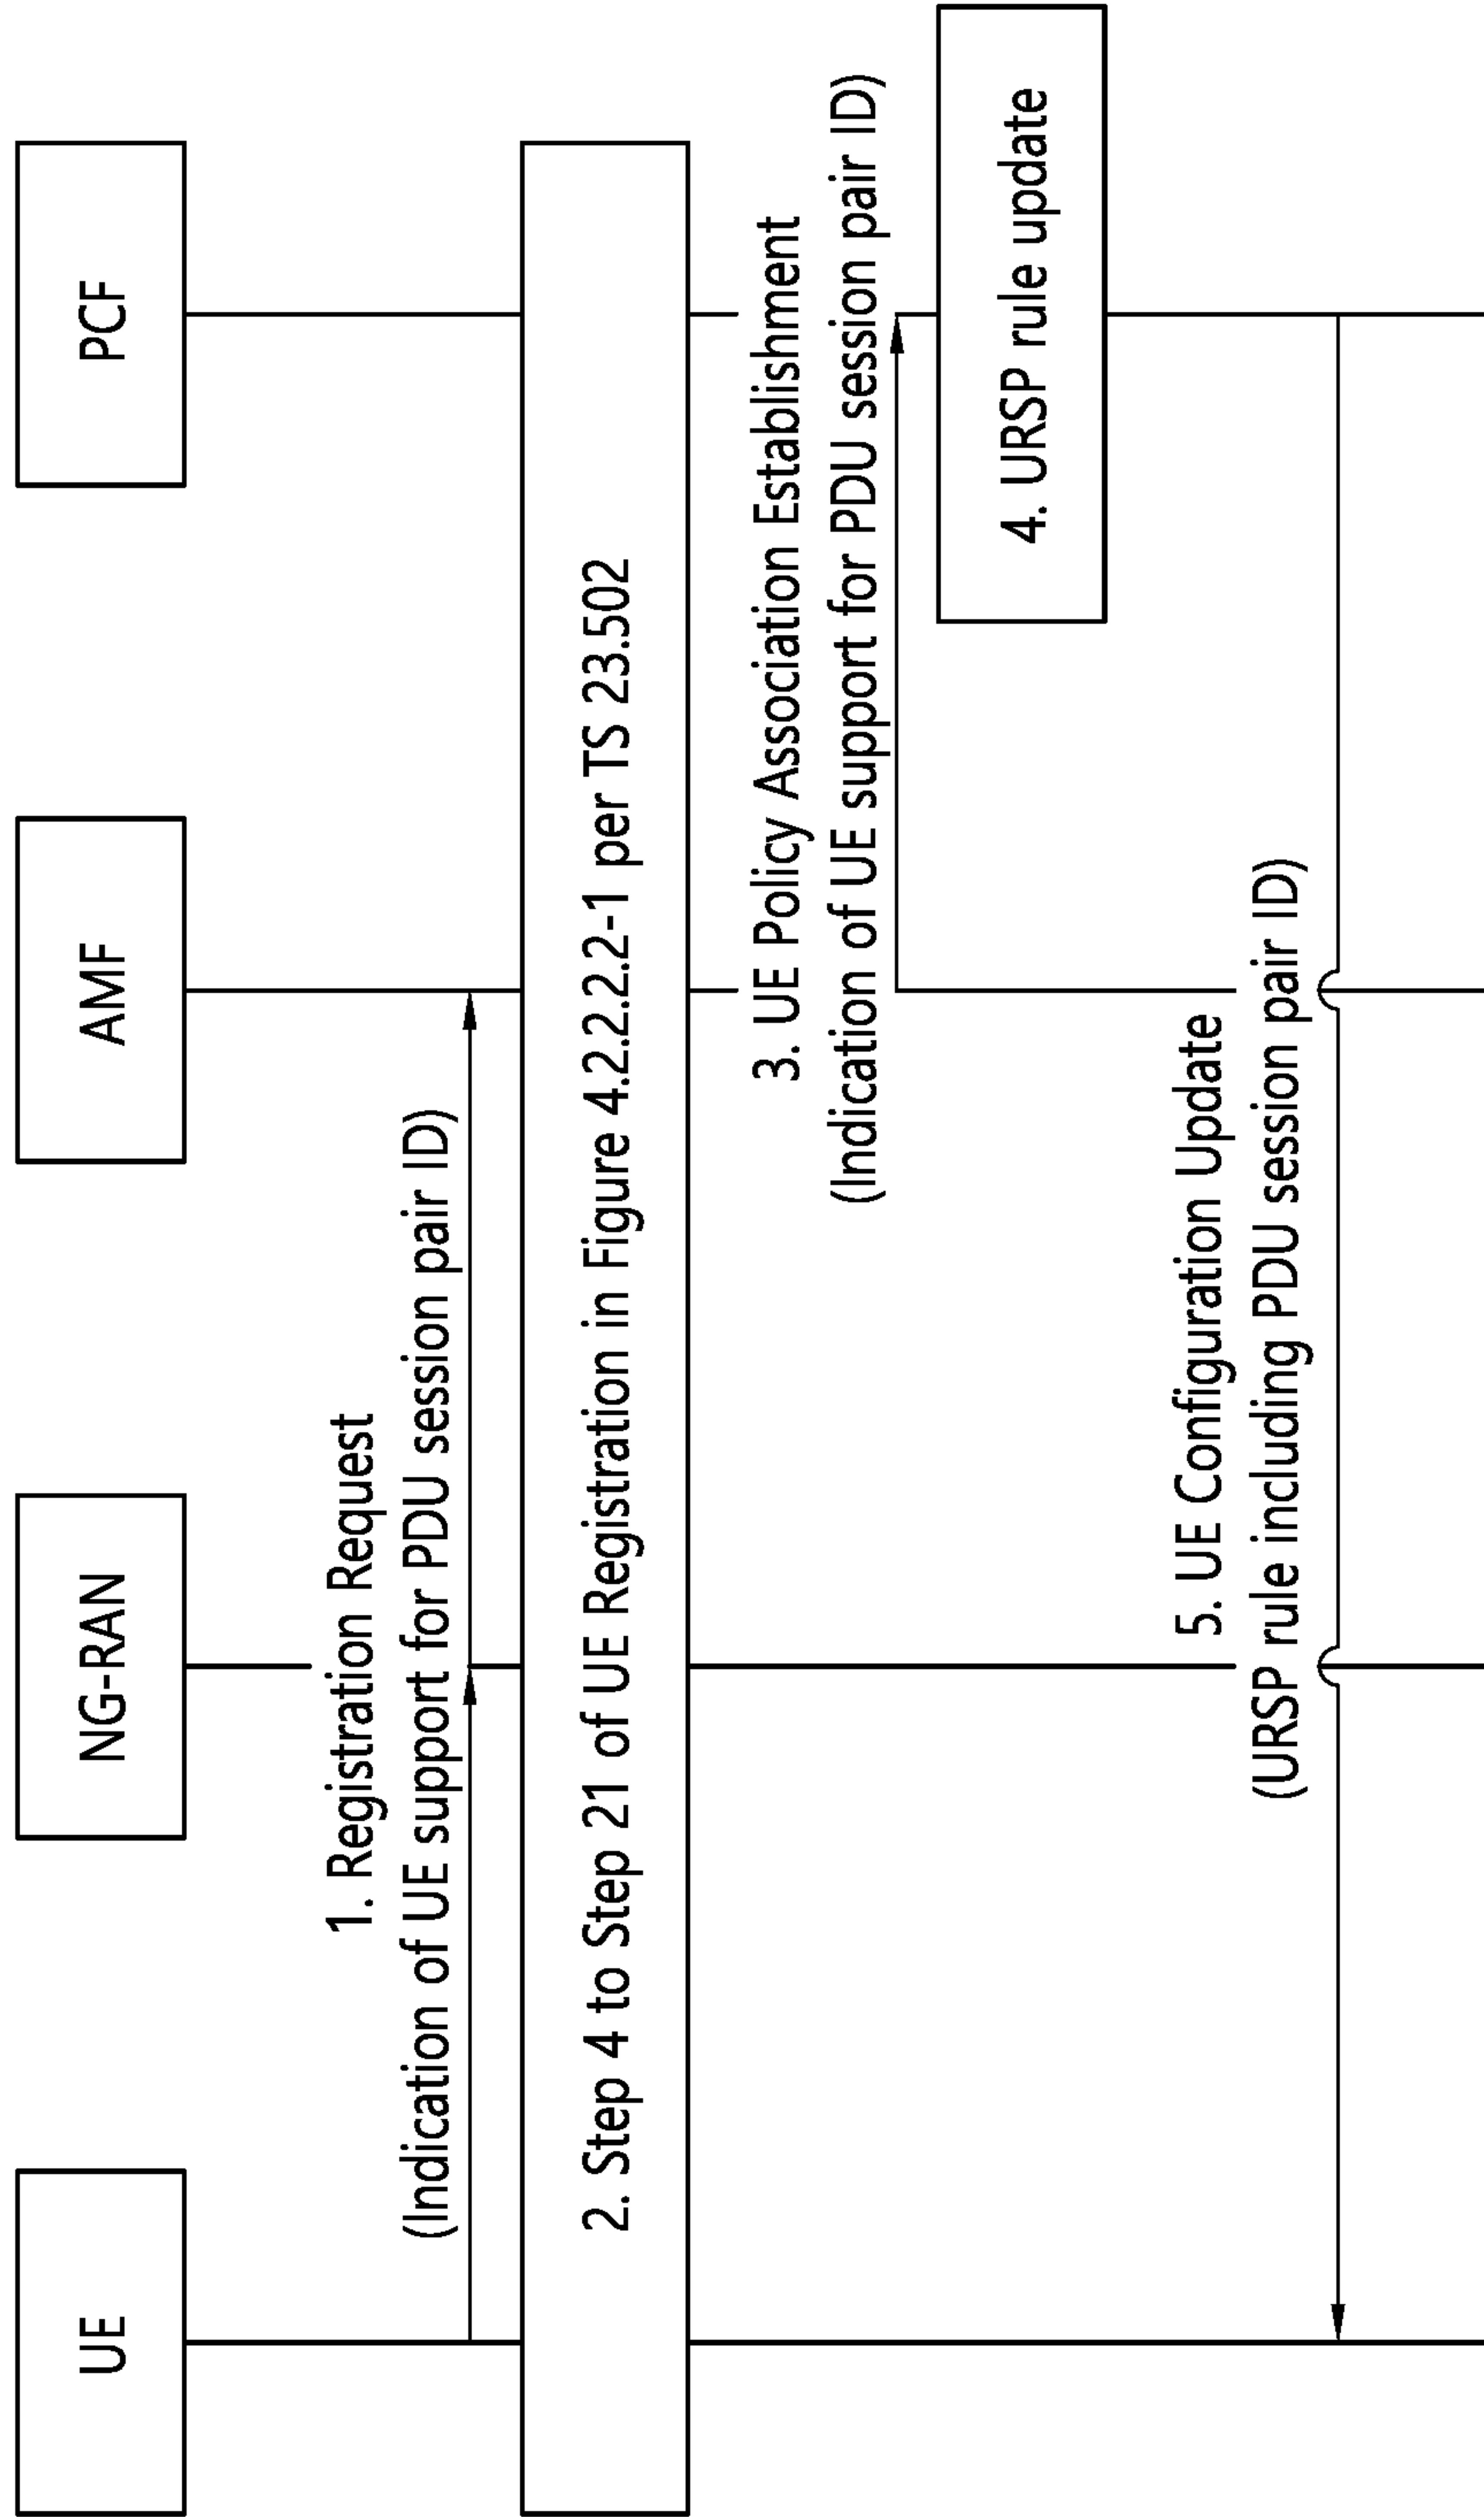 UE
NG-RAN
AMF
PCF
1. Registration Request
(Indication of UE support for PDU session pair ID)
2. Step 4 to Step 21 of UE Registration in Figure 4.2.2.2.2-1 per TS 23.502
3. UE Policy Association Establishment
(Indication of UE support for PDU session pair ID)
4. URSP rule update
5. UE Configuration Update
(URSP rule including PDU session pair ID)